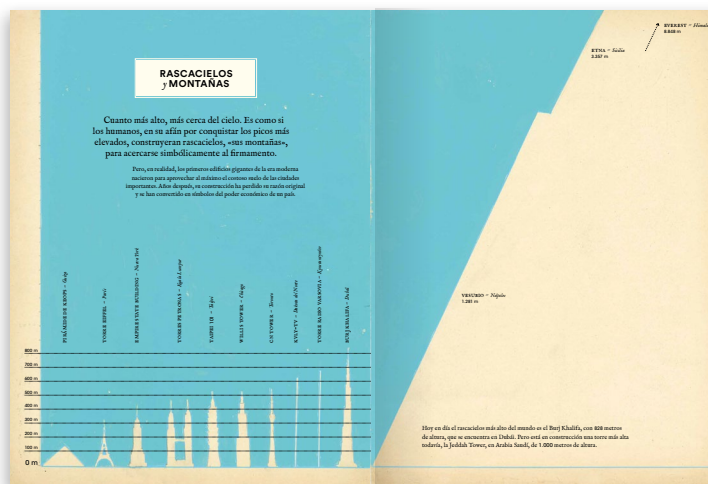 RASCACIELOS
y MONTAÑAS
Cuanto más alto, más cerca del cielo. Es como si
los humanos, en su afán por conquistar los picos más
elevados, construyeran rascacielos, «sus montañas»,
para acercarse simbólicamente al firmamento.
Pero, en realidad, los primeros edificios gigantes de la era moderna
nacieron para aprovechar al máximo el costoso suelo de las ciudades
importantes. Años después, su construcción ha perdido su razón original
y se han convertido en símbolos del poder económico de un país.
PIRÁMIDE DE KEOPS – Guiza
TORRE EIFFEL – París
EMPIRE STATE BUILDING – Nueva York
TORRES PETRONAS – Kuala Lumpur
TAIPEI 101 – Taipéi
WILLIS TOWER – Chicago
CN TOWER – Toronto
KVLY-TV – Dakota del Norte
TORRE RADIO VARSOVIA –
BURJ KHALIFA – Dubái
800 m
700 m
600 m
500 m
400 m
300 m
200 m
100 m
0 m
EVEREST –
8.848 m
ETNA – Sicilia
3.357 m
VESUBIO – Nápoles
1.281 m
Hoy en día el rascacielos más alto del mundo es el Burj Khalifa, con 828 metros
de altura, que se encuentra en Dubái. Pero está en construcción una torre más alta
todavía, la Jeddah Tower, en Arabia Saudí, de 1.000 metros de altura.